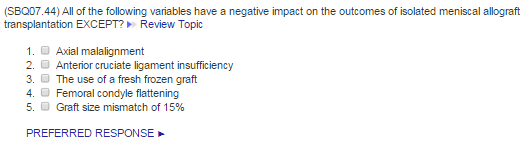 (SBQ07.44) All of the following variables have a negative impact on the outcomes of isolated meniscal allograft
transplantation EXCEPT? Review Topic
1. Axial malalignment
2. Anterior cruciate ligament insufficiency
3. The use of a fresh frozen graft
4. Femoral condyle flattening
5. Graft size mismatch of 15%
PREFERRED RESPONSE ►